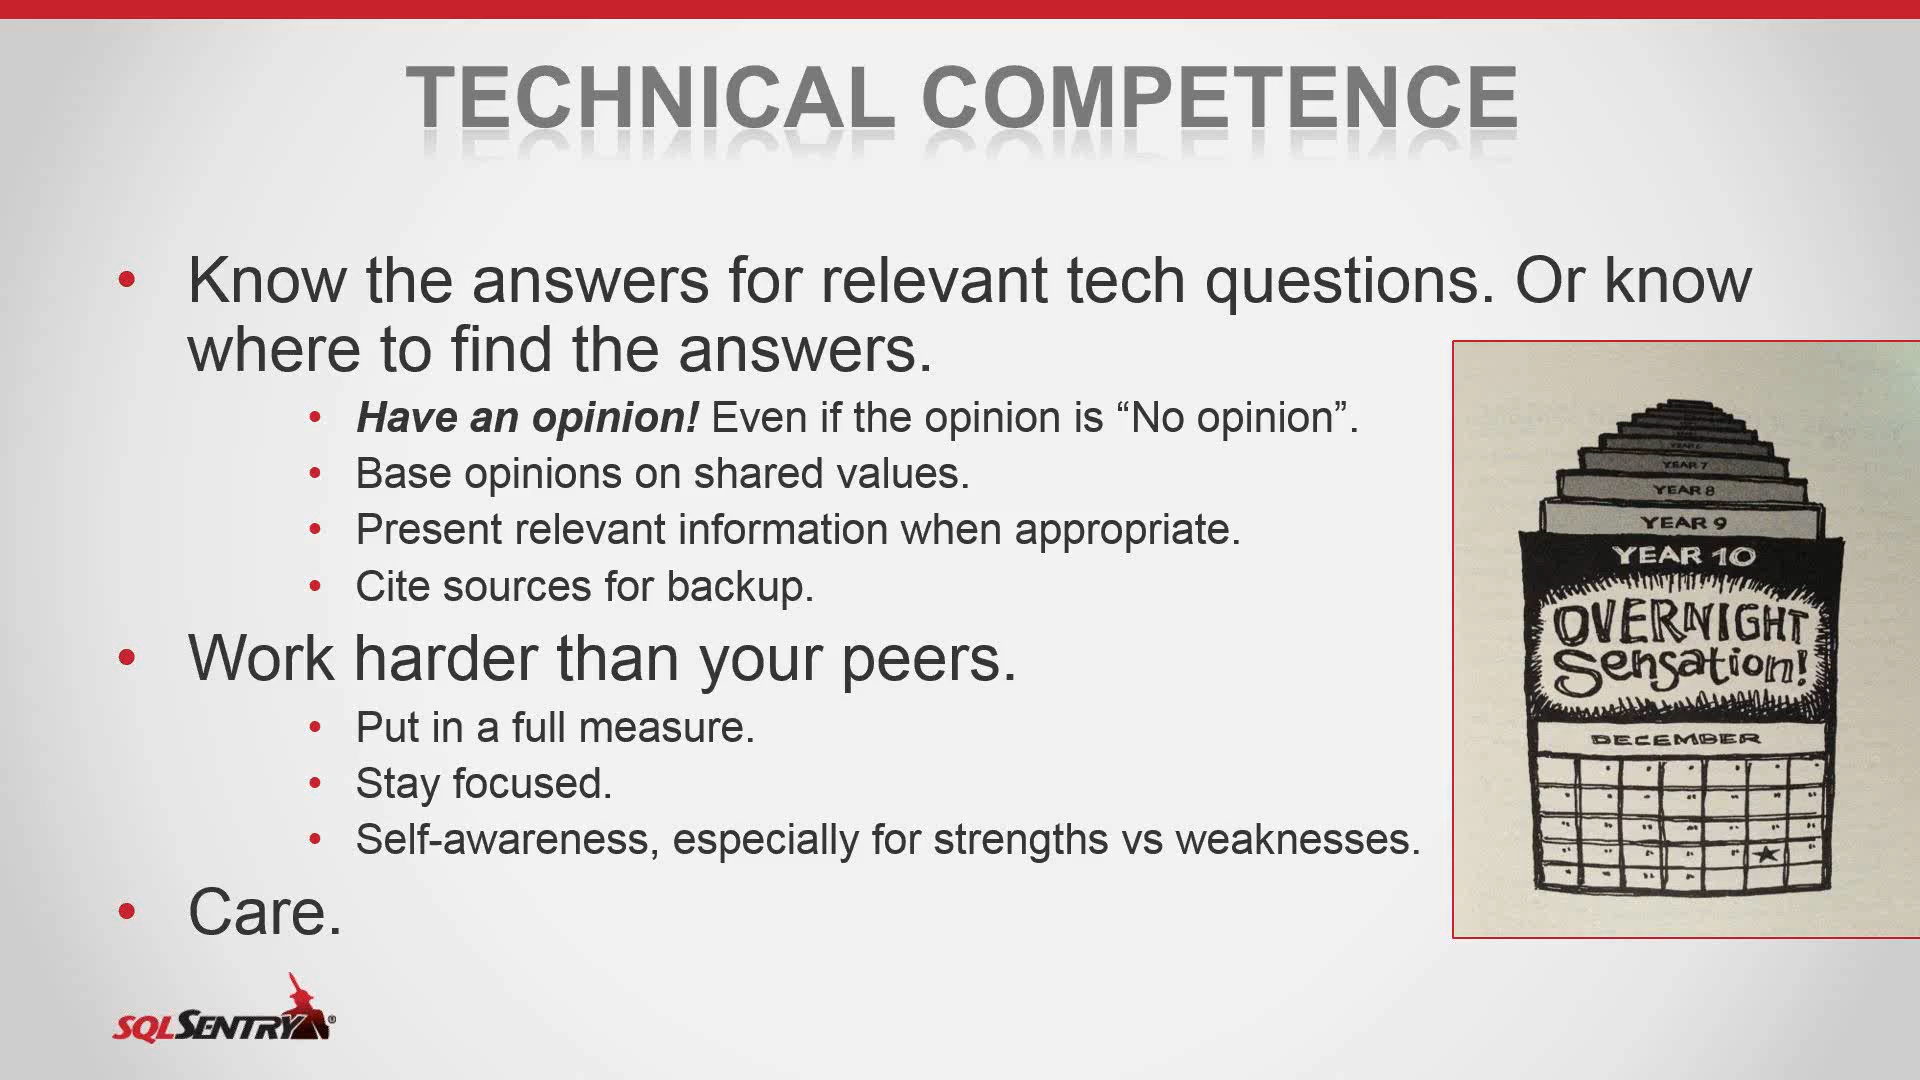 TECHNICAL COMPETENCE
• Know the answers for relevant tech questions. Or know
where to find the answers.
• Have an opinion! Even if the opinion is “No opinion”.
• Base opinions on shared values.
• Present relevant information when appropriate.
• Cite sources for backup.
• Work harder than your peers.
• Put in a full measure.
• Stay focused.
• Self-awareness, especially for strengths vs weaknesses.
• Care.
YEAR 7
YEAR 8
YEAR 9
YEAR 10
OVERNIGHT
Sensation!
DECEMBER
SQL SENTRY®